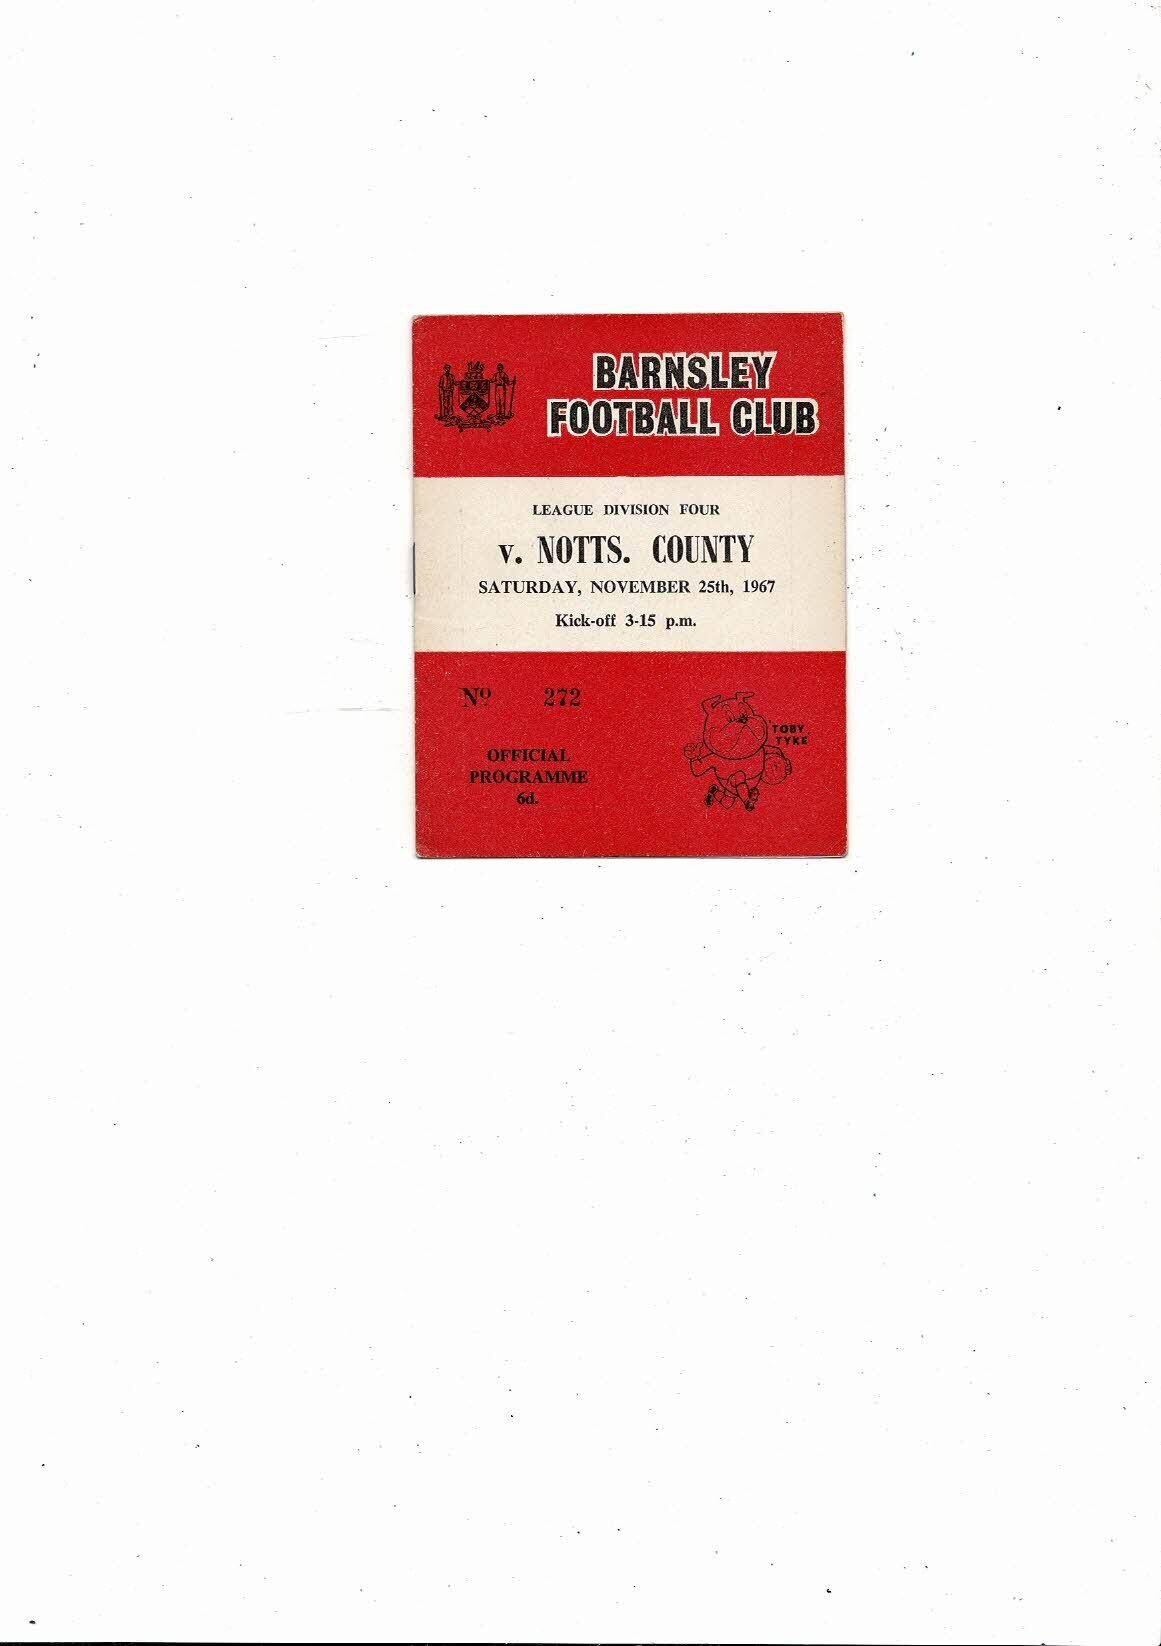 BARNSLEY
FOOTBALL CLUB
LEAGUE DIVISION FOUR
v. NOTTS. COUNTY
SATURDAY, NOVEMBER 25th, 1967
Kick-off 3-15 p.m.
No 272
OFFICIAL
PROGRAMME
6d.
TOBY
TYKE